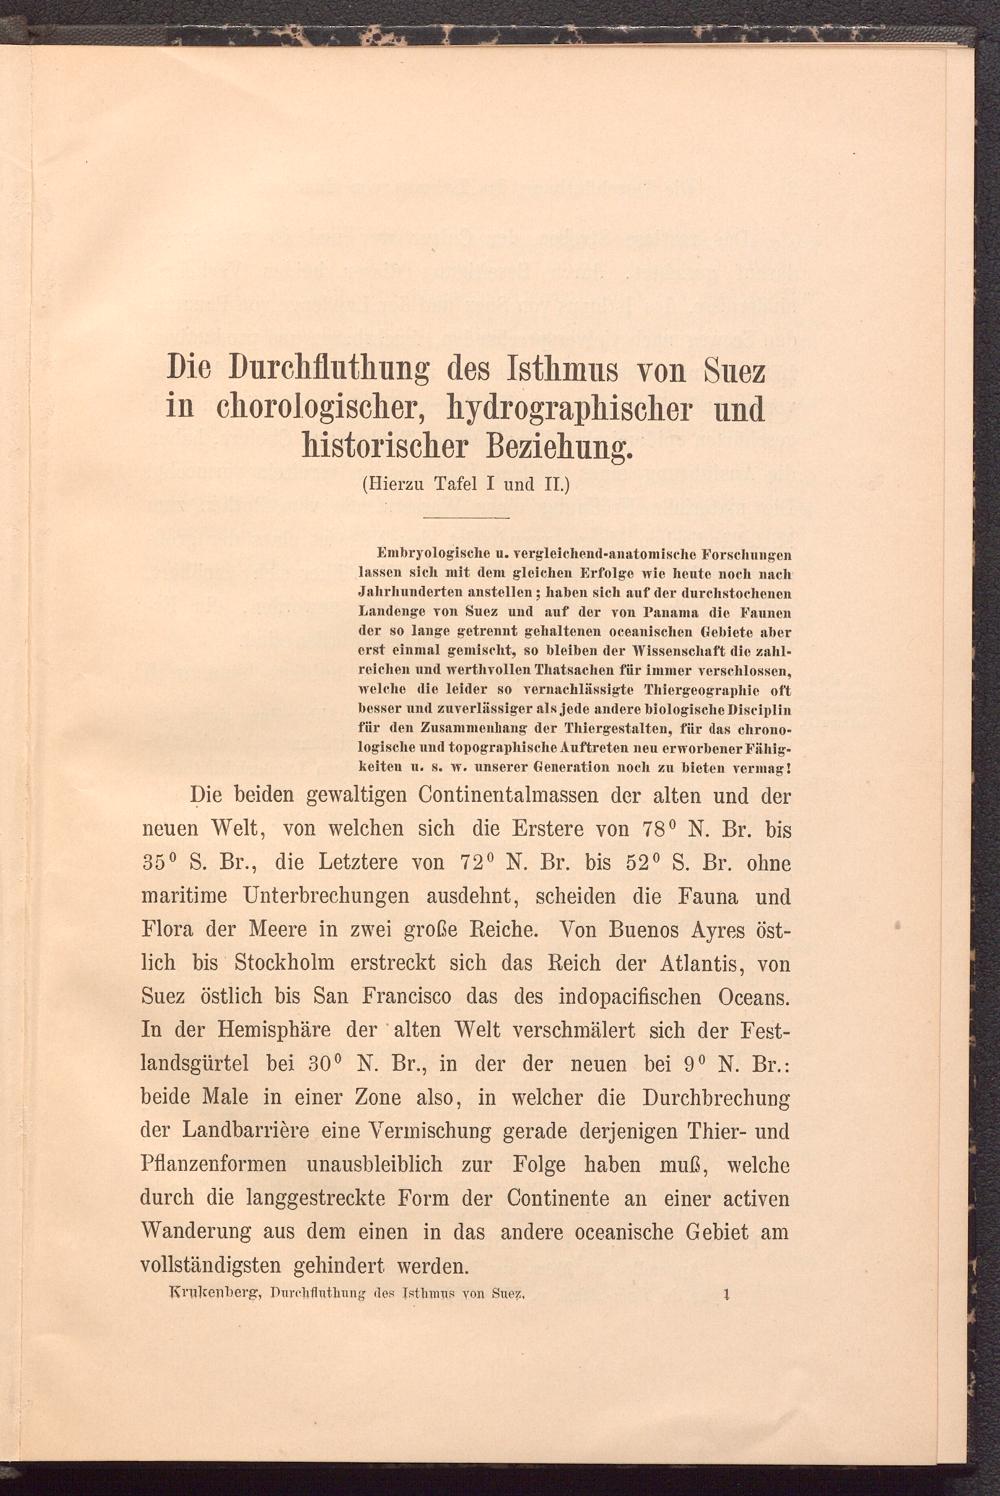 Die Durchfluthung des Isthmus von Suez
in chorologischer, hydrographischer und
historischer Beziehung.
(Hierzu Tafel I und II.)
Embryologische u. vergleichend-anatomische Forschungen
lassen sich mit dem gleichen Erfolge wie heute noch nach
Jahrhunderten anstellen; haben sich auf der durchstochenen
Landenge von Suez und auf der von Panama die Faunen
der so lange getrennt gehaltenen oceanischen Gebiete aber
erst einmal gemischt, so bleiben der Wissenschaft die zahl-
reichen und werthvollen Thatsachen für immer verschlossen,
welche die leider so vernachlässigte Thiergeographie oft
besser und zuverlässiger als jede andere biologische Disciplin
für den Zusammenhang der Thiergestalten, für das chrono-
logische und topographische Auftreten neu erworbener Fähig-
keiten u. s. w. unserer Generation noch zu bieten vermag!
Die beiden gewaltigen Continentalmassen der alten und der
neuen Welt, von welchen sich die Erstere von 78⁰ N. Br. bis
35⁰ S. Br., die Letztere von 72⁰ N. Br. bis 52⁰ S. Br. ohne
maritime Unterbrechungen ausdehnt, scheiden die Fauna und
Flora der Meere in zwei große Reiche. Von Buenos Ayres öst-
lich bis Stockholm erstreckt sich das Reich der Atlantis, von
Suez östlich bis San Francisco das des indopacifischen Oceans.
In der Hemisphäre der alten Welt verschmälert sich der Fest-
landsgürtel bei 30⁰ N. Br., in der der neuen bei 9⁰ N. Br.:
beide Male in einer Zone also, in welcher die Durchbrechung
der Landbarrière eine Vermischung gerade derjenigen Thier- und
Pflanzenformen unausbleiblich zur Folge haben muß, welche
durch die langgestreckte Form der Continente an einer activen
Wanderung aus dem einen in das andere oceanische Gebiet am
vollständigsten gehindert werden.
Krukenberg, Durchfluthung des Isthmus von Suez. 1